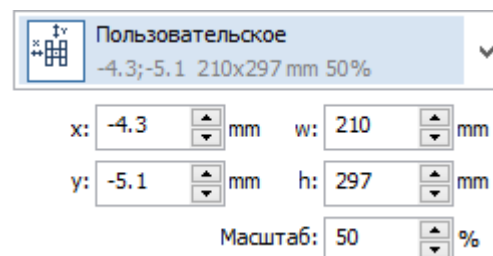 Пользовательское
-4.3;-5.1 210x297 mm 50%
x: -4.3 mm w: 210 mm
y: -5.1 mm h: 297 mm
Масштаб: 50 %